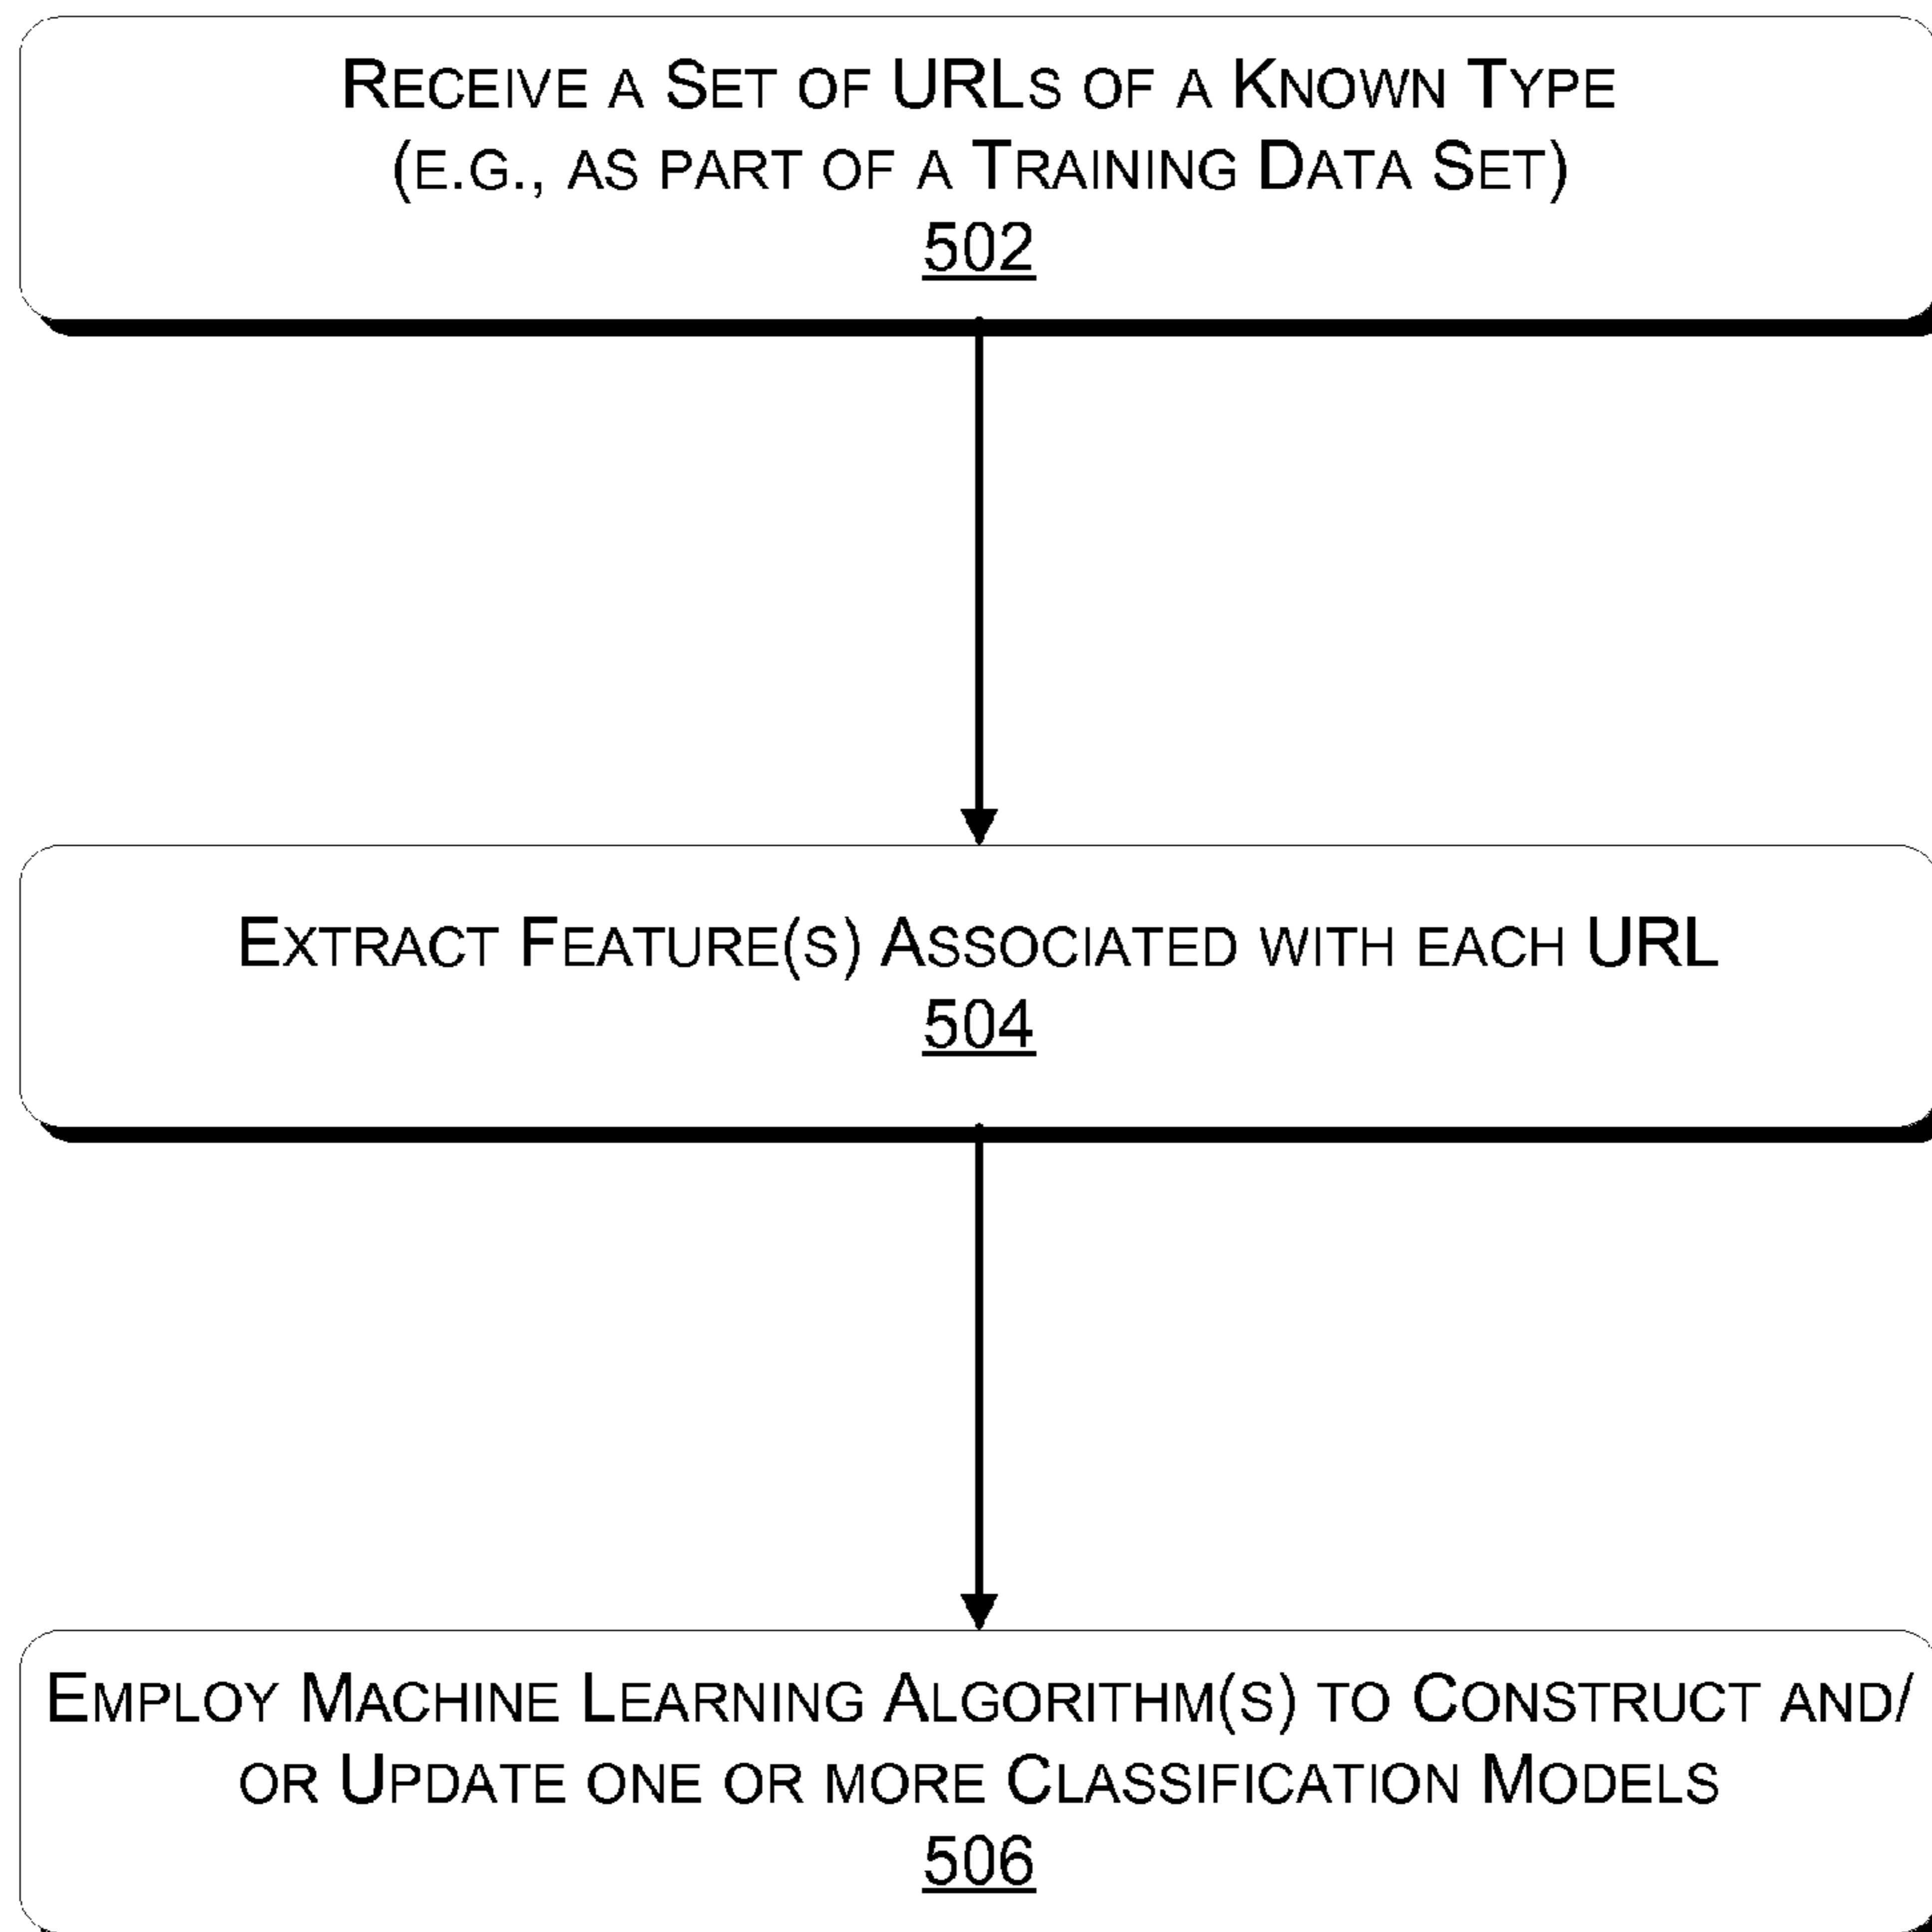 Receive a Set of URLs of a Known Type
(e.g., as part of a Training Data Set)
502
Extract Feature(s) Associated with each URL
504
Employ Machine Learning Algorithm(s) to Construct and/
or Update one or more Classification Models
506